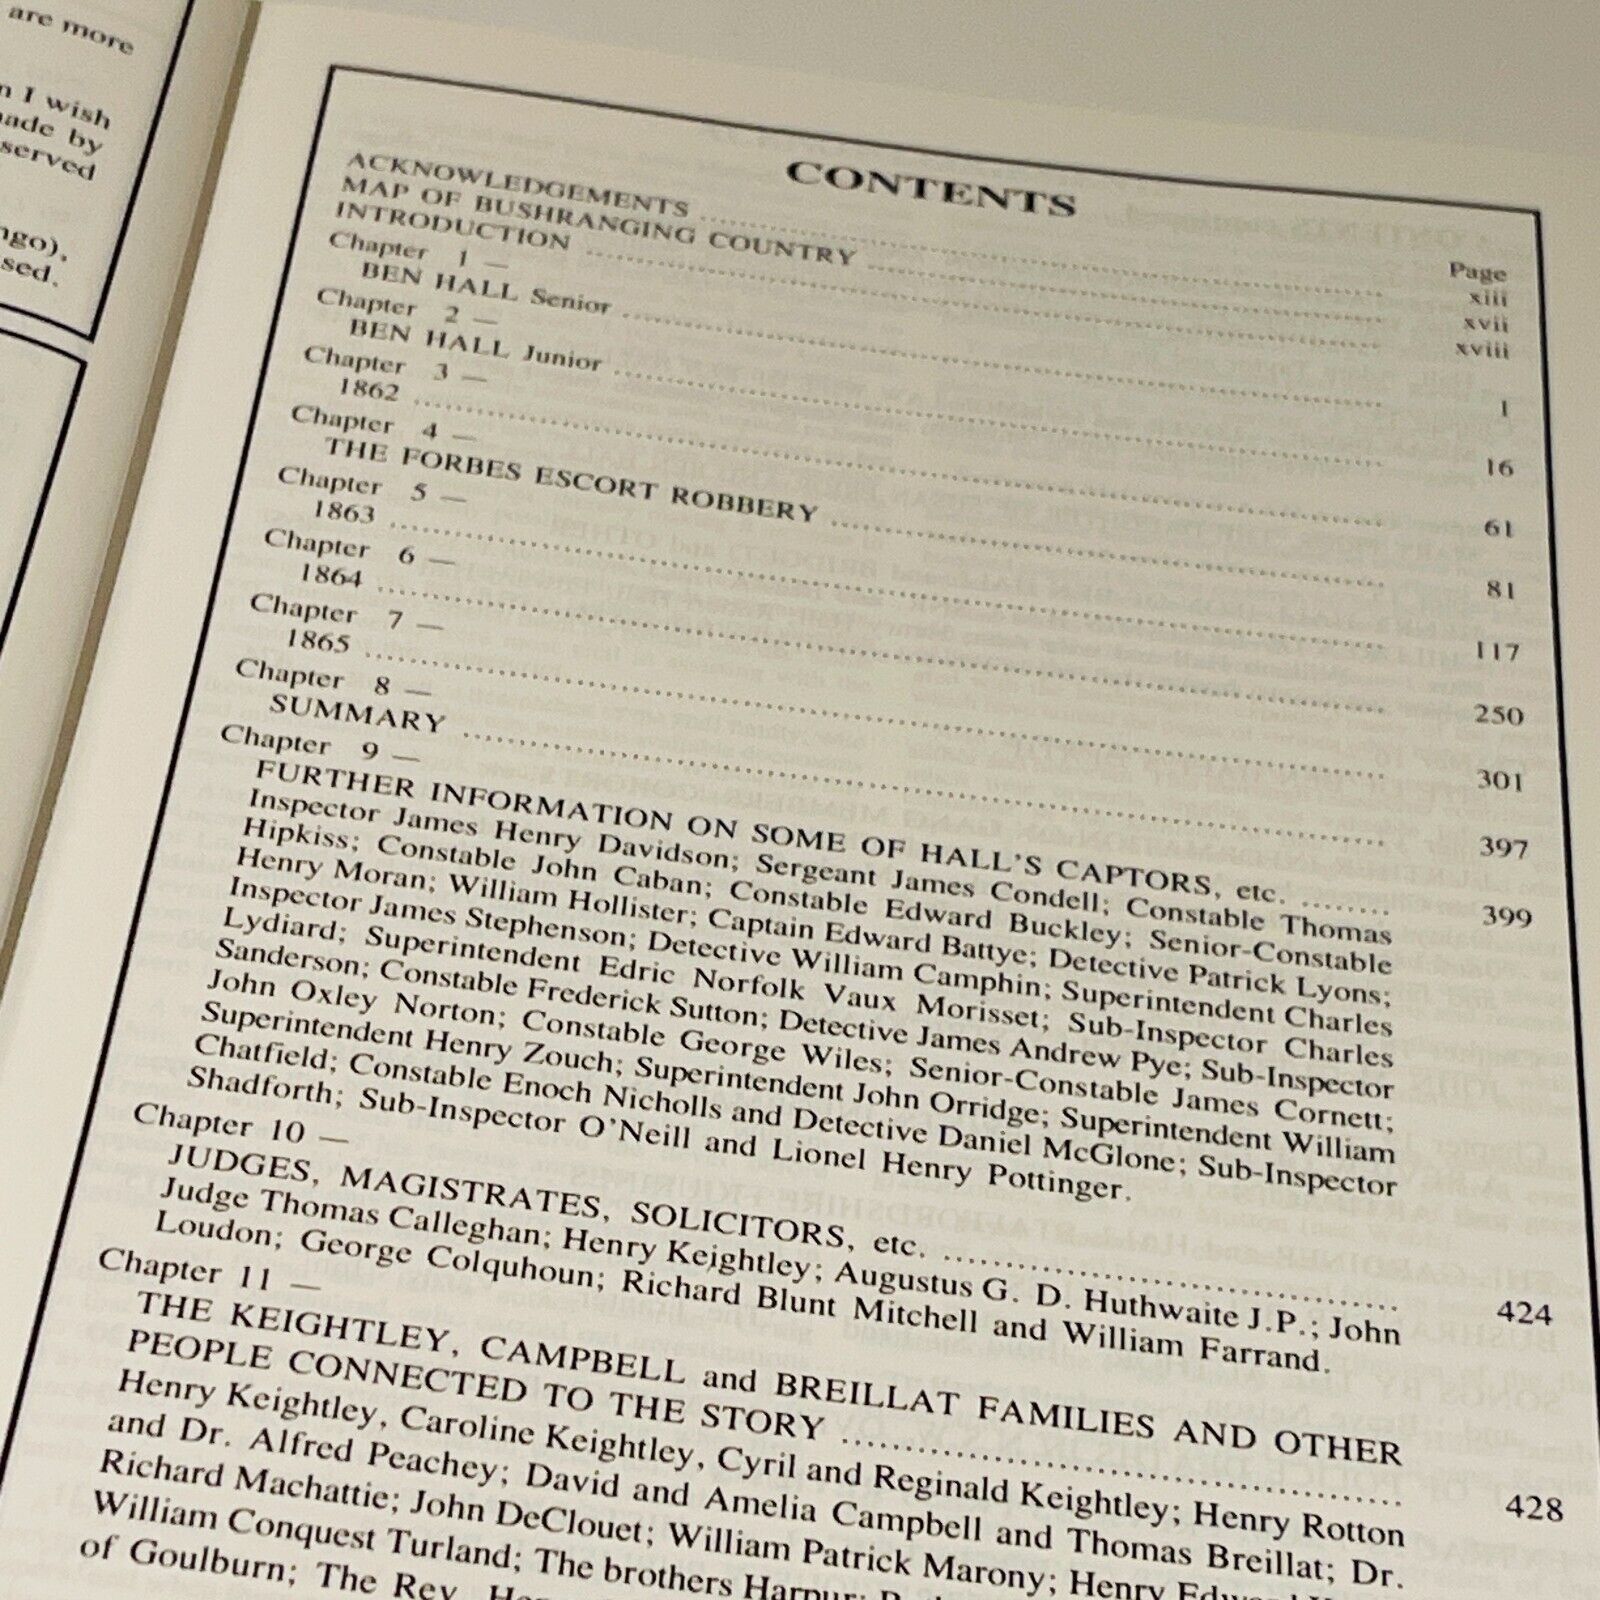 are more
I wish
made by
served
sed.
CONTENTS
Page
ACKNOWLEDGEMENTS ........ xiii
MAP OF BUSHRANGING COUNTRY ........ xvii
INTRODUCTION ........ xviii
Chapter 1 —
BEN HALL Senior ........ 1
Chapter 2 —
BEN HALL Junior ........ 16
Chapter 3 —
1862 ........ 61
Chapter 4 —
THE FORBES ESCORT ROBBERY ........ 81
Chapter 5 —
1863 ........ 117
Chapter 6 —
1864 ........ 250
Chapter 7 —
1865 ........ 301
Chapter 8 —
SUMMARY ........ 397
Chapter 9 —
FURTHER INFORMATION ON SOME OF HALL'S CAPTORS, etc. ........ 399
Inspector James Henry Davidson; Sergeant James Condell; Constable Thomas
Hipkiss; Constable John Caban; Constable Edward Buckley; Senior-Constable
Henry Moran; William Hollister; Captain Edward Battye; Detective Patrick Lyons;
Inspector James Stephenson; Detective William Camphin; Superintendent Charles
Lydiard; Superintendent Edric Norfolk Vaux Morisset; Sub-Inspector Charles
Sanderson; Constable Frederick Sutton; Detective James Andrew Pye; Sub-Inspector
John Oxley Norton; Constable George Wiles; Senior-Constable James Cornett;
Superintendent Henry Zouch; Superintendent John Orridge; Superintendent William
Chatfield; Constable Enoch Nicholls and Detective Daniel McGlone; Sub-Inspector
Shadforth; Sub-Inspector O'Neill and Lionel Henry Pottinger.
Chapter 10 —
JUDGES, MAGISTRATES, SOLICITORS, etc. ........ 424
Judge Thomas Calleghan; Henry Keightley; Augustus G. D. Huthwaite J.P.; John
Loudon; George Colquhoun; Richard Blunt Mitchell and William Farrand.
Chapter 11 —
THE KEIGHTLEY, CAMPBELL and BREILLAT FAMILIES AND OTHER
PEOPLE CONNECTED TO THE STORY ........ 428
Henry Keightley, Caroline Keightley, Cyril and Reginald Keightley; Henry Rotton
and Dr. Alfred Peachey; David and Amelia Campbell and Thomas Breillat; Dr.
Richard Machattie; John DeClouet; William Patrick Marony; Henry Edward
William Conquest Turland; The brothers Harpur;
of Goulburn; The Rev.